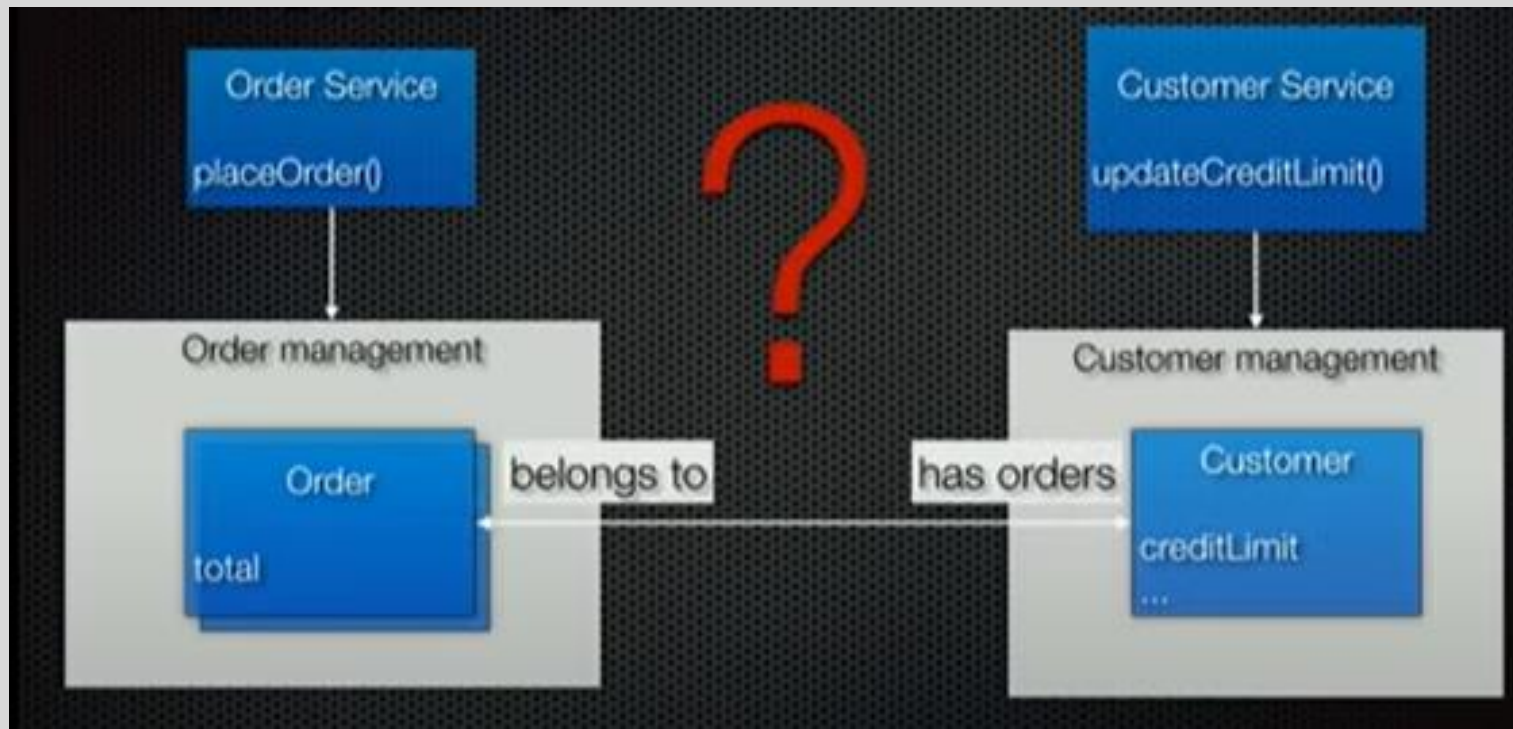 Order Service
placeOrder()
Customer Service
updateCreditLimit()
?
Order management
Customer management
Order
total
belongs to
has orders
Customer
creditLimit
...